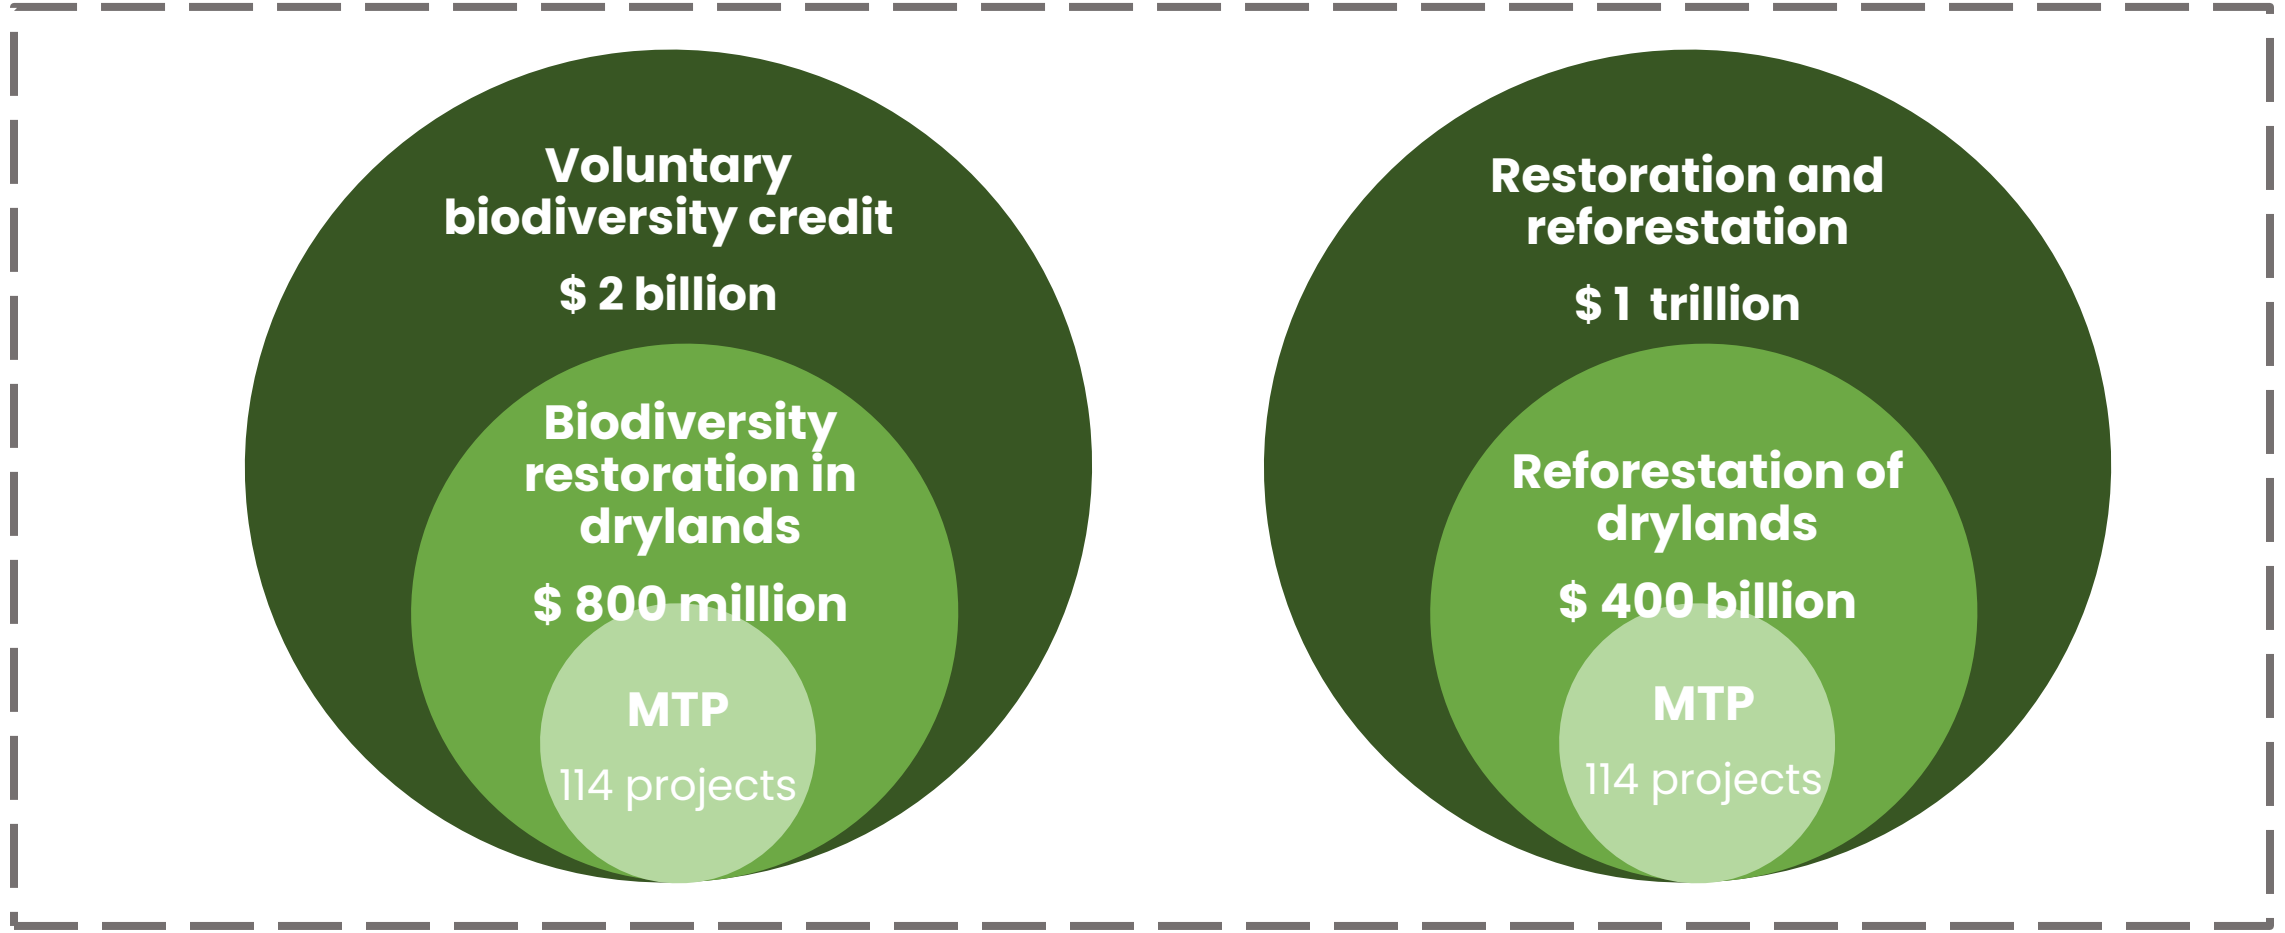 Voluntary
biodiversity credit
$ 2 billion
Biodiversity
restoration in
drylands
$ 800 million
MTP
114 projects
Restoration and
reforestation
$ 1 trillion
Reforestation of
drylands
$ 400 billion
MTP
114 projects